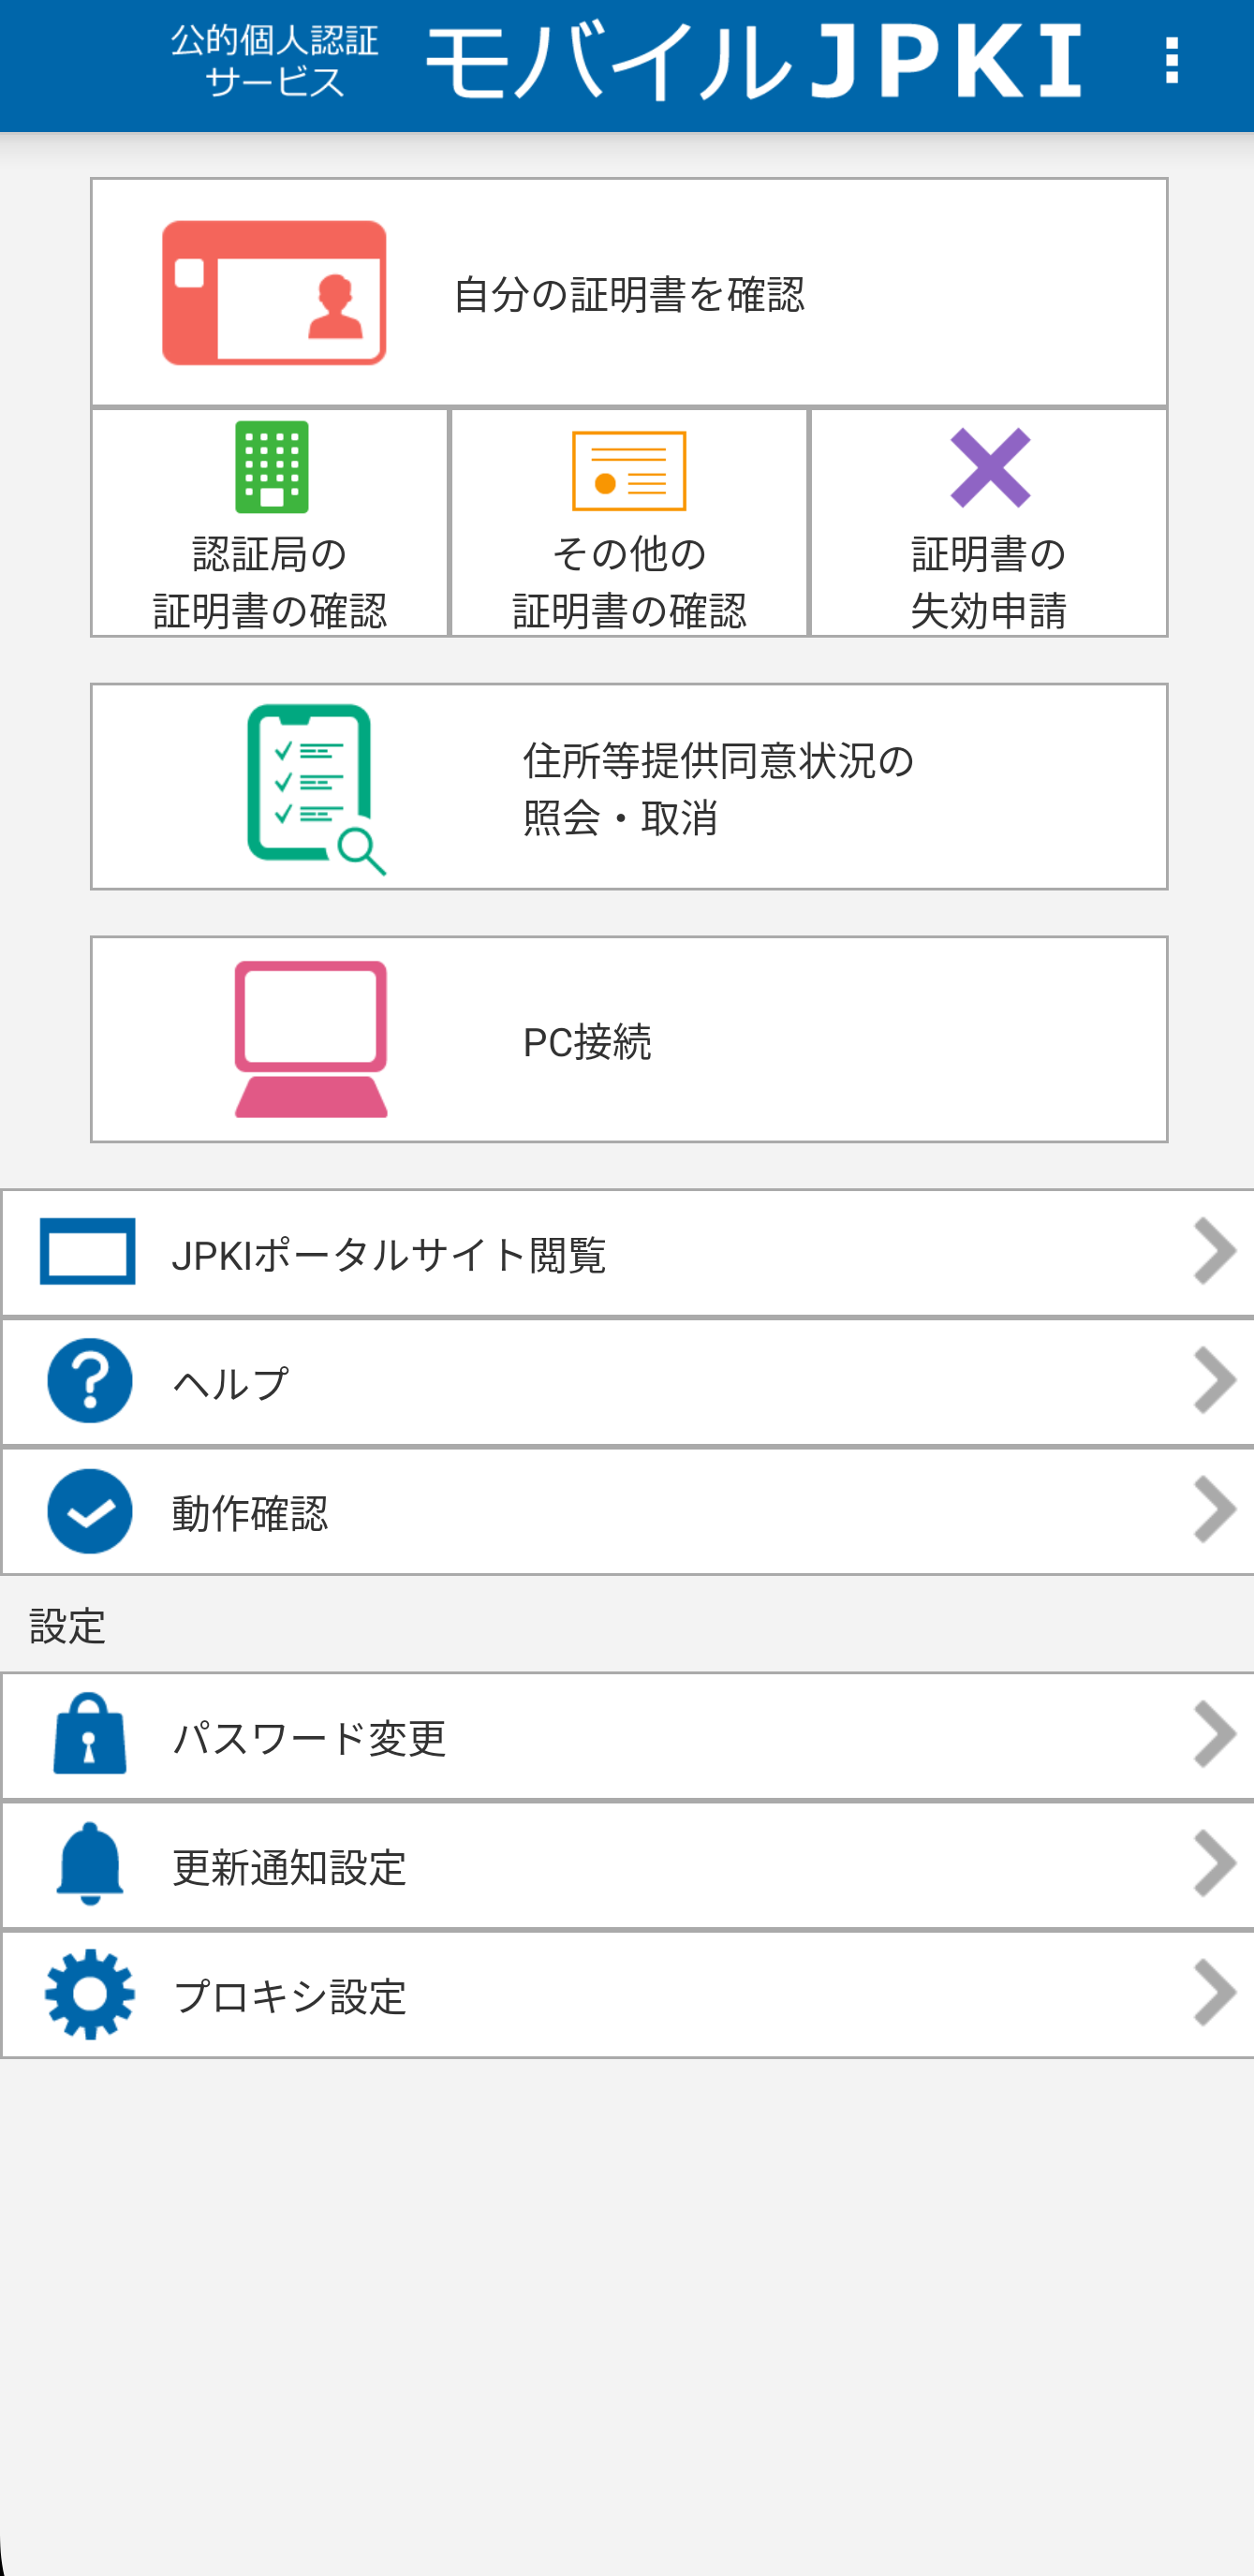 公的個人認証
サービス
モバイルJPKI
自分の証明書を確認
認証局の
証明書の確認
その他の
証明書の確認
証明書の
失効申請
住所等提供同意状況の
照会・取消
PC接続
JPKIポータルサイト閲覧
ヘルプ
動作確認
設定
パスワード変更
更新通知設定
プロキシ設定